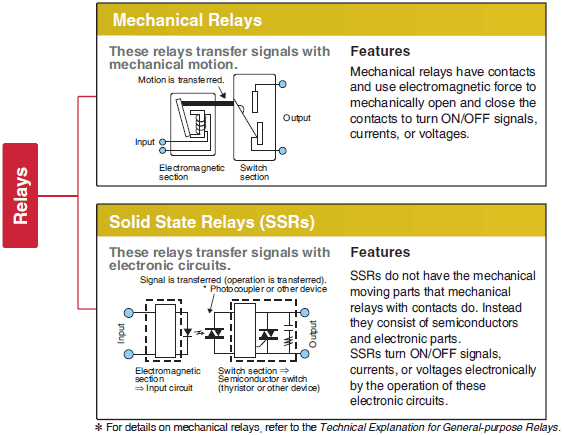 Relays
Mechanical Relays
These relays transfer signals with
mechanical motion.
Motion is transferred.
Input
Output
Electromagnetic
section
Switch
section
Features
Mechanical relays have contacts
and use electromagnetic force to
mechanically open and close the
contacts to turn ON/OFF signals,
currents, or voltages.
Solid State Relays (SSRs)
These relays transfer signals with
electronic circuits.
Signal is transferred (operation is transferred).
* Photocoupler or other device
Input
Output
Electromagnetic
section
⇒ Input circuit
Switch section ⇒
Semiconductor switch
(thyristor or other device)
Features
SSRs do not have the mechanical
moving parts that mechanical
relays with contacts do. Instead
they consist of semiconductors
and electronic parts.
SSRs turn ON/OFF signals,
currents, or voltages electronically
by the operation of these
electronic circuits.
* For details on mechanical relays, refer to the Technical Explanation for General-purpose Relays.